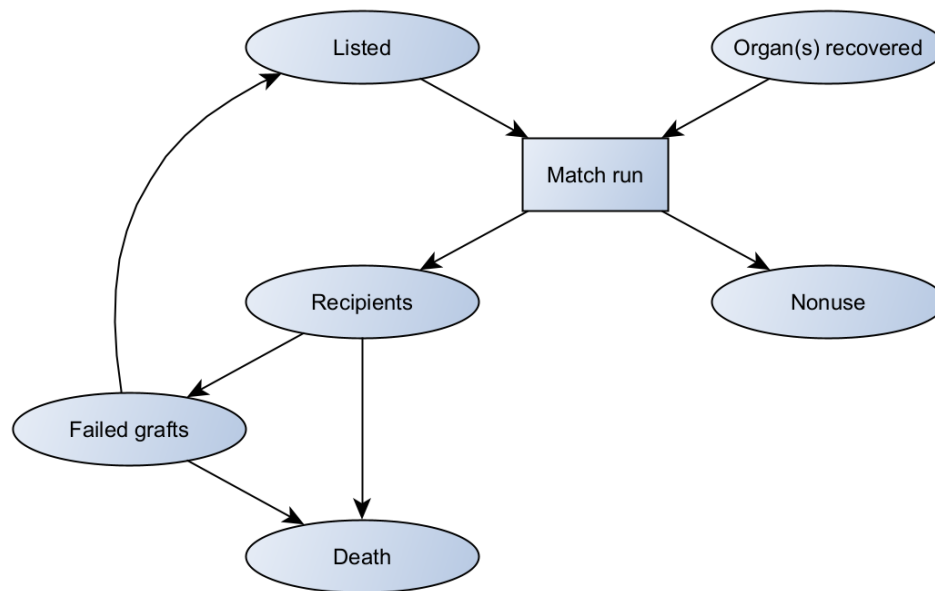 Listed
Organ(s) recovered
Match run
Recipients
Nonuse
Failed grafts
Death